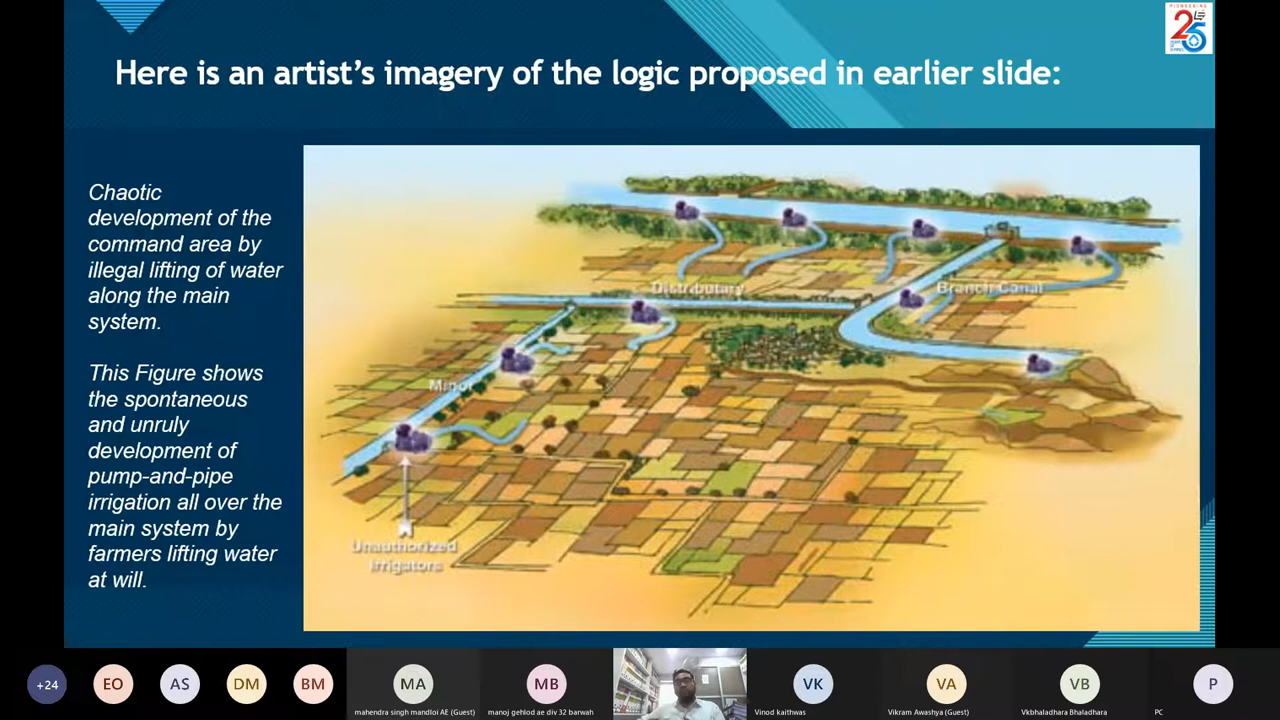 PIONEERING
25
Here is an artist's imagery of the logic proposed in earlier slide:
Chaotic
development of the
command area by
illegal lifting of water
along the main
system.
This Figure shows
the spontaneous
and unruly
development of
pump-and-pipe
irrigation all over the
main system by
farmers lifting water
at will.
Distributary
Branch Canal
Minor
Unauthorized
Irrigators
+24
EO
AS
DM
BM
MA
mahendra singh mandloi AE (Guest)
MB
manoj gehlod ae div 32 barwah
VK
Vinod kaithwas
VA
Vikram Awashya (Guest)
VB
Vkbhaladhara Bhaladhara
P
PC